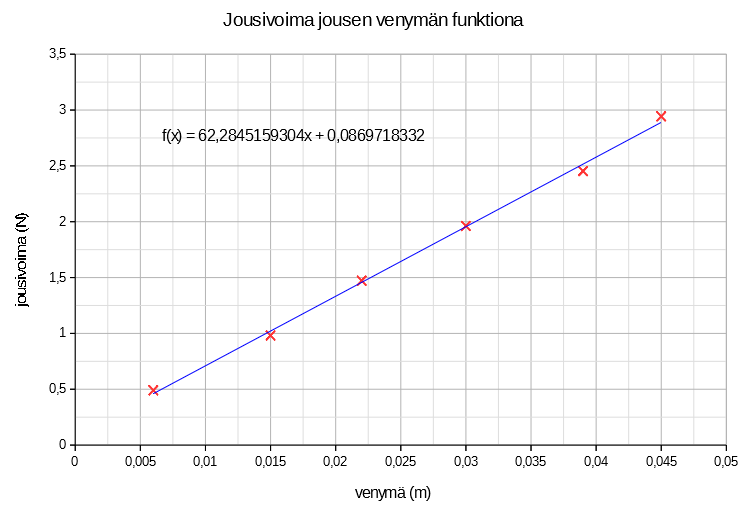 Jousivoima jousen venymän funktiona
3,5
3
f(x) = 62,2845159304x + 0,0869718332
2,5
2
jousivoima (N)
1,5
1
0,5
0
0 0,005 0,01 0,015 0,02 0,025 0,03 0,035 0,04 0,045 0,05
venymä (m)